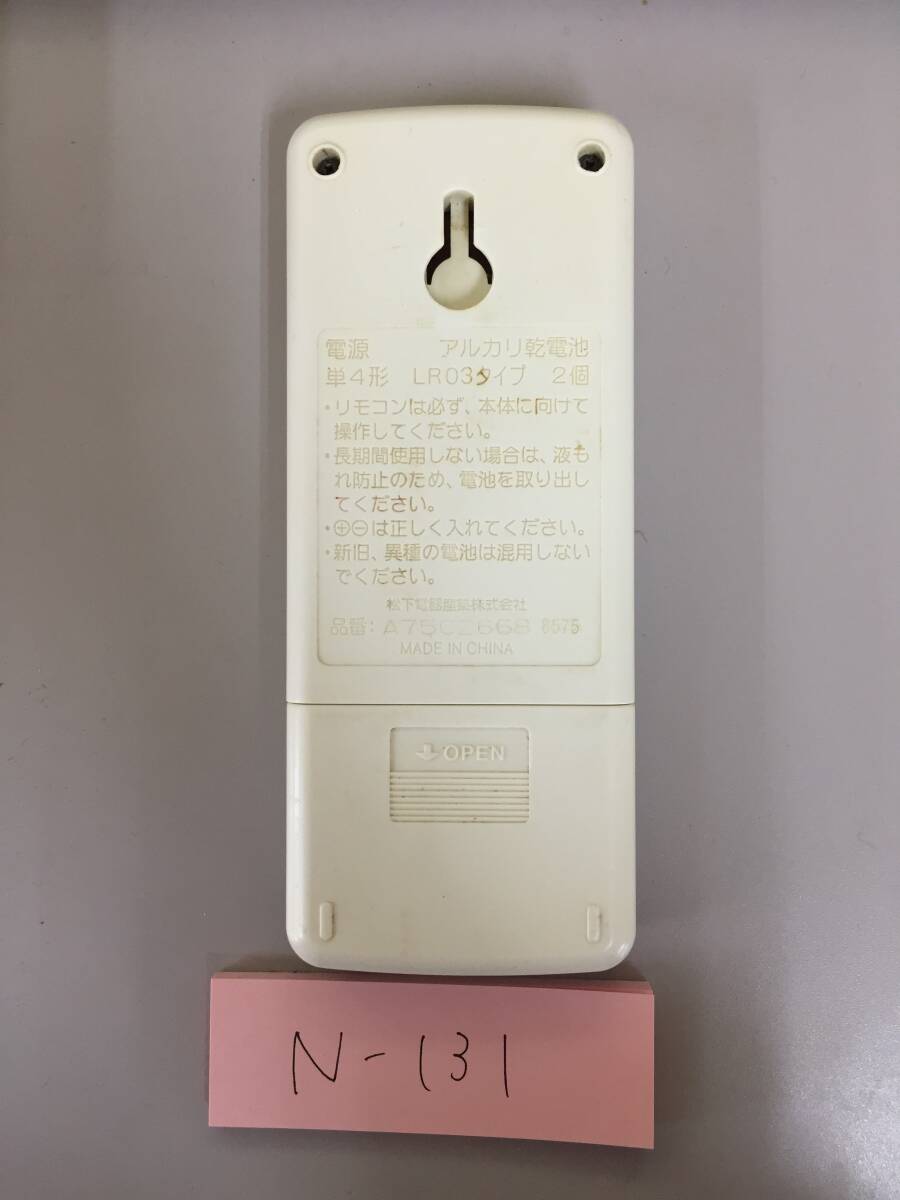 電源 アルカリ乾電池
単4形 LR03タイプ 2個
・リモコンは必ず、本体に向けて
操作してください。
・長期間使用しない場合は、液も
れ防止のため、電池を取り出し
てください。
・⊕⊖は正しく入れてください。
・新旧、異種の電池は混用しない
でください。
松下電器産業株式会社
品番：A75C2668 8575
MADE IN CHINA
OPEN
N-131